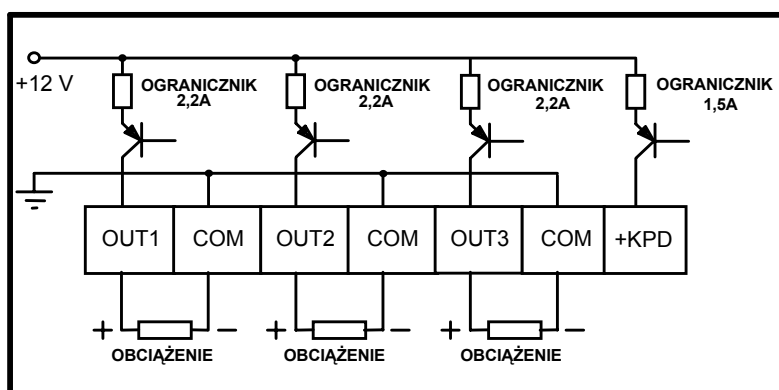 +12 V
OGRANICZNIK
2,2A
OGRANICZNIK
2,2A
OGRANICZNIK
2,2A
OGRANICZNIK
1,5A
OUT1 COM OUT2 COM OUT3 COM +KPD
+ − + − + −
OBCIĄŻENIE OBCIĄŻENIE OBCIĄŻENIE